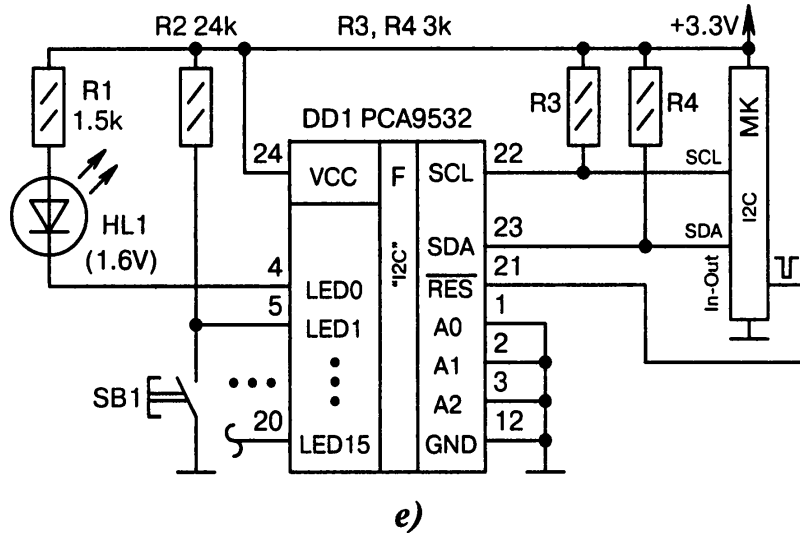 R2 24k R3, R4 3k +3.3V
R1
1.5k
R3 R4
MK
DD1 PCA9532
24 22
VCC F SCL SCL
HL1
(1.6V)
"I2C" I2C
23
SDA SDA
4 21
LED0 RES In-Out
5 1
LED1 A0
2
A1
3
SB1 A2
20 12
LED15 GND
e)